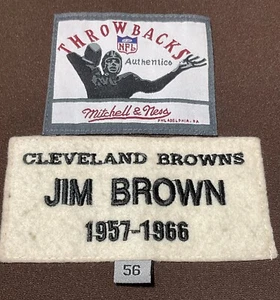 THROWBACKS
NFL
Authentics
Mitchell & Ness
PHILADELPHIA, PA
CLEVELAND BROWNS
JIM BROWN
1957-1966
56